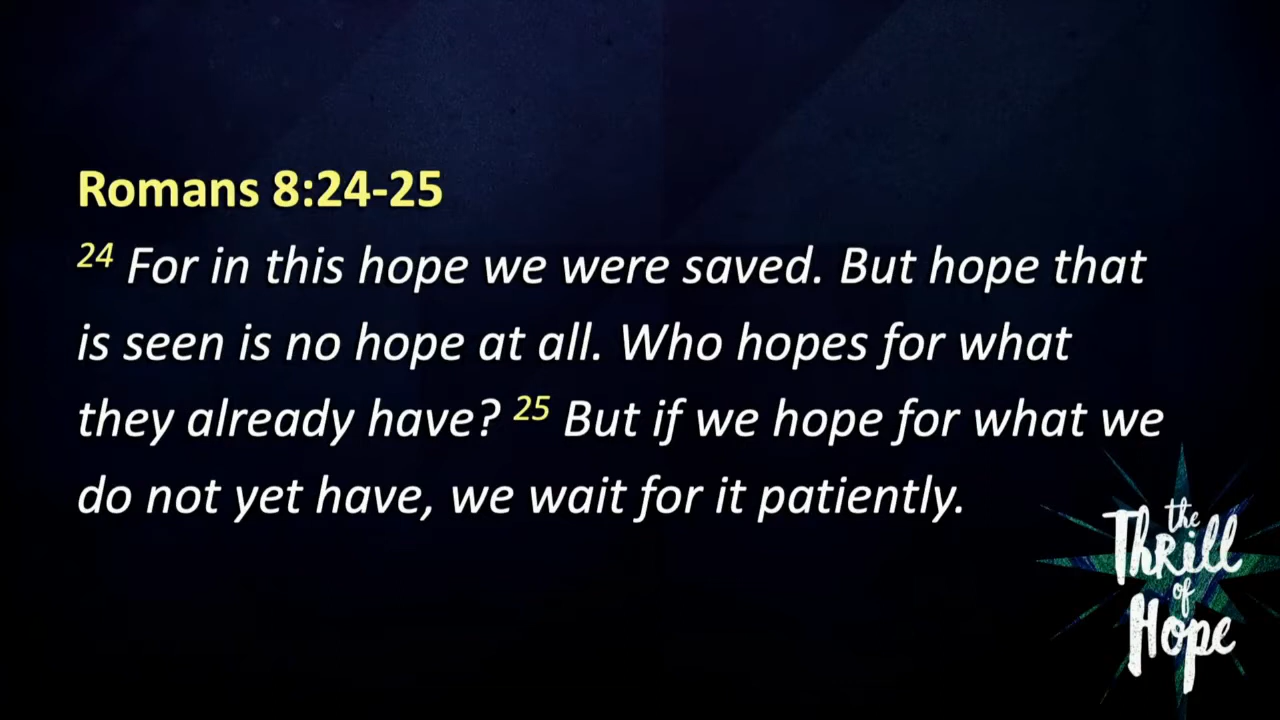 Romans 8:24-25
24 For in this hope we were saved. But hope that
is seen is no hope at all. Who hopes for what
they already have? 25 But if we hope for what we
do not yet have, we wait for it patiently.
the
Thrill
of
Hope